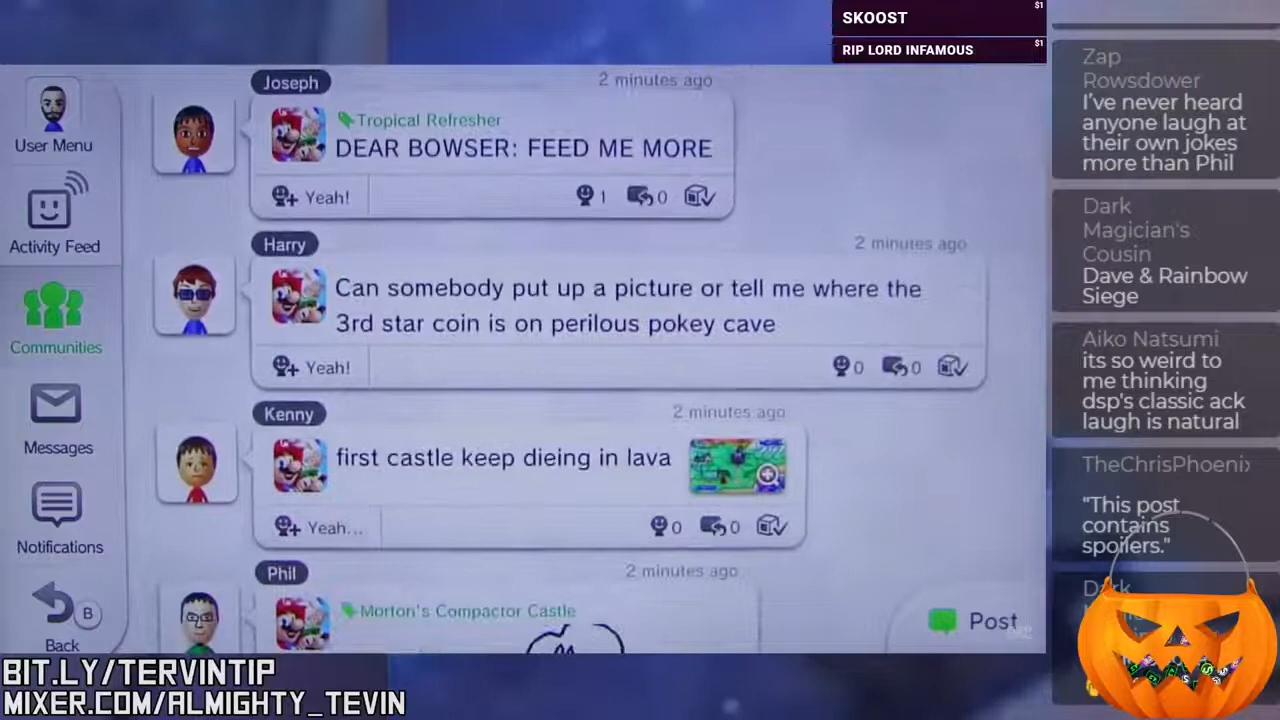 SKOOST
$1
RIP LORD INFAMOUS
$1
Joseph
2 minutes ago
Tropical Refresher
DEAR BOWSER: FEED ME MORE
Yeah!
1
0
Harry
2 minutes ago
Can somebody put up a picture or tell me where the
3rd star coin is on perilous pokey cave
Yeah!
0
0
Kenny
2 minutes ago
first castle keep dieing in lava
Yeah...
0
0
Phil
2 minutes ago
Morton's Compactor Castle
Post
User Menu
Activity Feed
Communities
Messages
Notifications
B
Back
Zap
Rowsdower
I've never heard
anyone laugh at
their own jokes
more than Phil
Dark
Magician's
Cousin
Dave & Rainbow
Siege
Aiko Natsumi
its so weird to
me thinking
dsp's classic ack
laugh is natural
TheChrisPhoenix
"This post
contains
spoilers."
Dark
BIT.LY/TERVINTIP
MIXER.COM/ALMIGHTY_TEVIN